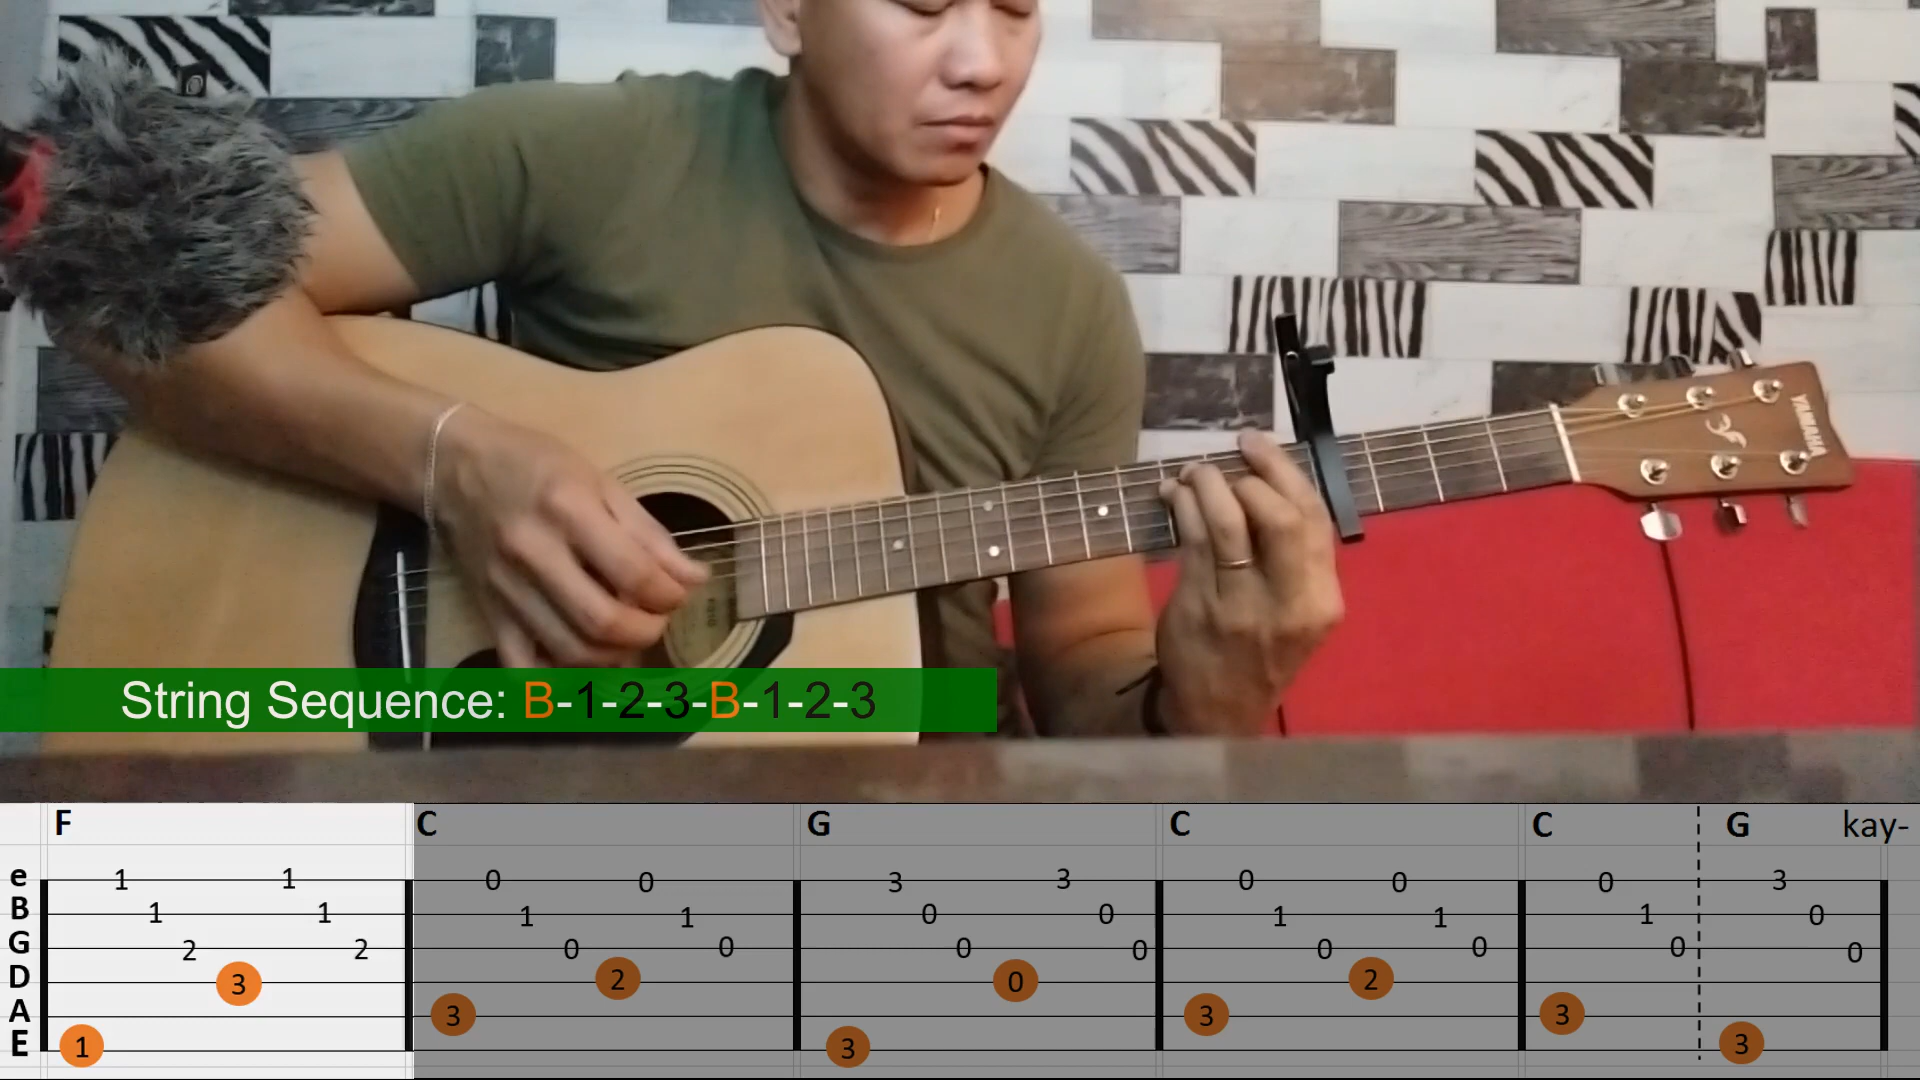 YAMAHA
String Sequence: B-1-2-3-B-1-2-3
F C G C C G kay-
e 1 1 0 0 3 3 0 0 0 3
B 1 1 1 1 0 0 1 1 1 0
G 2 2 0 0 0 0 0 0 0 0
D 3 2 0 2
A 3 3 3
E 1 3 3